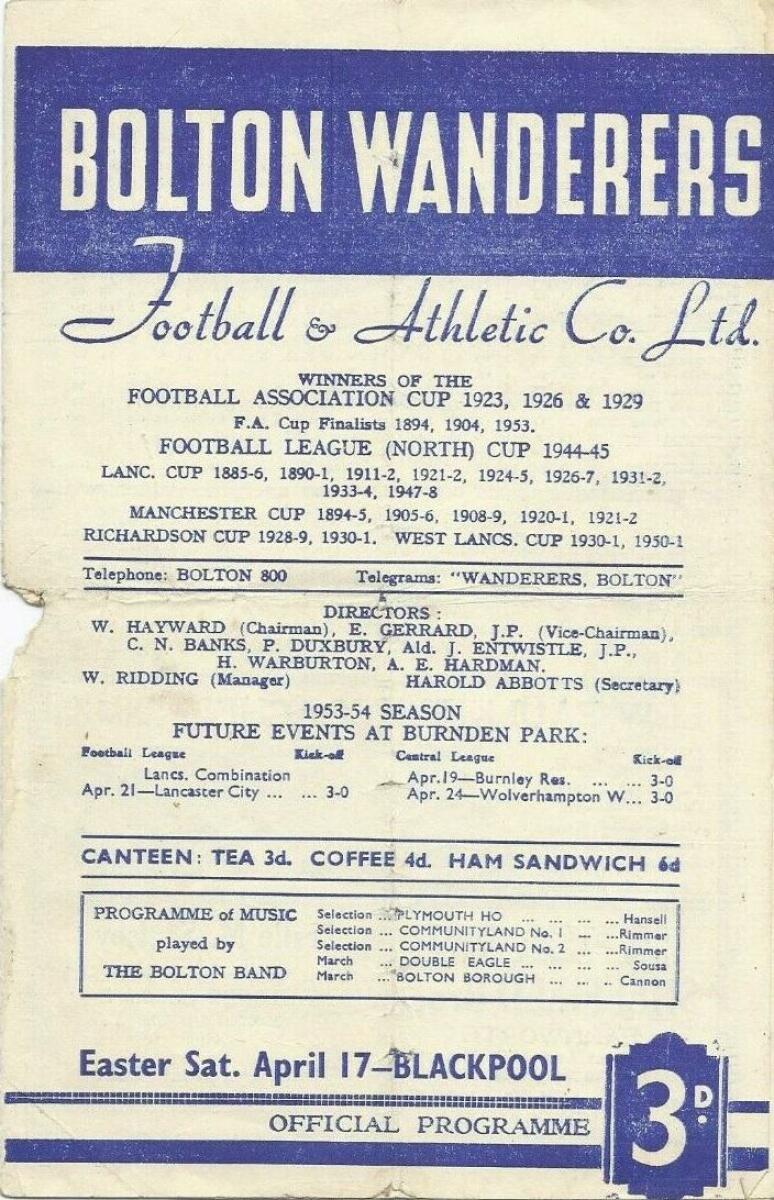 BOLTON WANDERERS
Football & Athletic Co. Ltd.
WINNERS OF THE
FOOTBALL ASSOCIATION CUP 1923, 1926 & 1929
F.A. Cup Finalists 1894, 1904, 1953.
FOOTBALL LEAGUE (NORTH) CUP 1944-45
LANC. CUP 1885-6, 1890-1, 1911-2, 1921-2, 1924-5, 1926-7, 1931-2,
1933-4, 1947-8
MANCHESTER CUP 1894-5, 1905-6, 1908-9, 1920-1, 1921-2
RICHARDSON CUP 1928-9, 1930-1. WEST LANCS. CUP 1930-1, 1950-1
Telephone: BOLTON 800 Telegrams: "WANDERERS, BOLTON"
DIRECTORS:
W. HAYWARD (Chairman), E. GERRARD, J.P. (Vice-Chairman),
C. N. BANKS, P. DUXBURY, Ald. J. ENTWISTLE, J.P.,
H. WARBURTON, A. E. HARDMAN.
W. RIDDING (Manager) HAROLD ABBOTTS (Secretary)
1953-54 SEASON
FUTURE EVENTS AT BURNDEN PARK:
Football League Kick-off Central League Kick-off
Lancs. Combination Apr.19—Burnley Res. ... ... 3-0
Apr. 21—Lancaster City ... ... 3-0 Apr. 24—Wolverhampton W... 3-0
CANTEEN: TEA 3d. COFFEE 4d. HAM SANDWICH 6d
PROGRAMME of MUSIC
played by
THE BOLTON BAND
Selection ... PLYMOUTH HO ... ... ... ... Hansell
Selection ... COMMUNITYLAND No. 1 ... ...Rimmer
Selection ... COMMUNITYLAND No. 2 ... ...Rimmer
March ... DOUBLE EAGLE ... ... ... ... Sousa
March ... BOLTON BOROUGH ... ... .. Cannon
Easter Sat. April 17—BLACKPOOL
OFFICIAL PROGRAMME
3D.